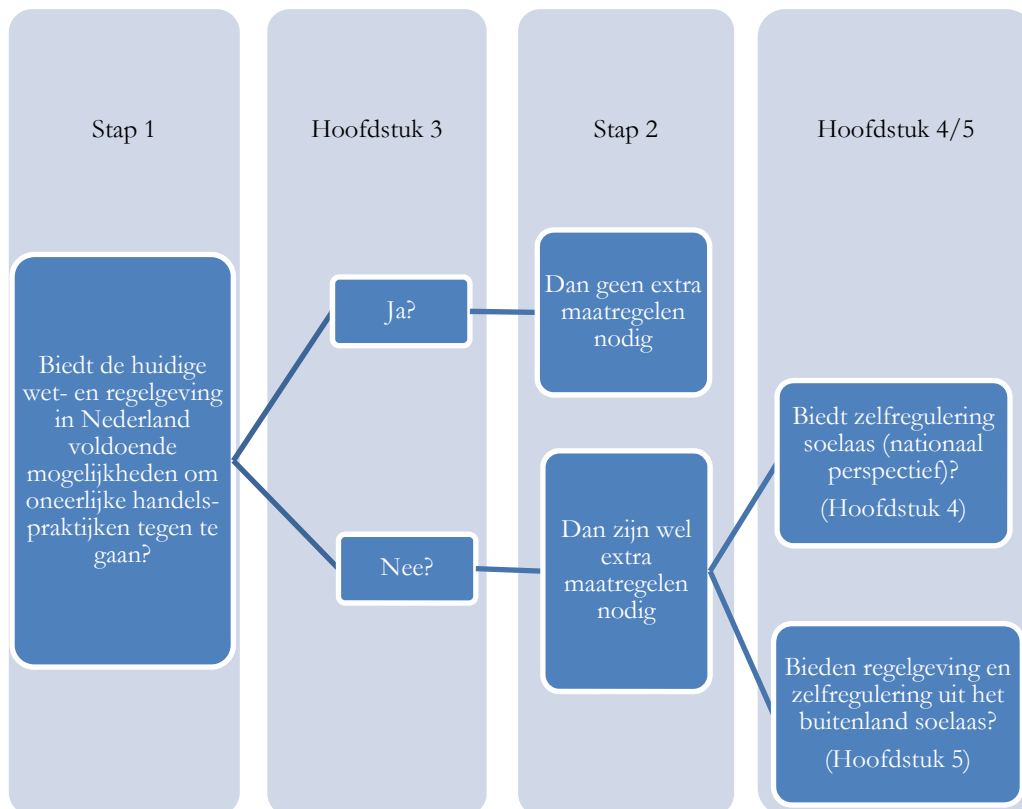 Stap 1
Hoofdstuk 3
Stap 2
Hoofdstuk 4/5
Biedt de huidige
wet- en regelgeving
in Nederland
voldoende
mogelijkheden om
oneerlijke handels-
praktijken tegen te
gaan?
Ja?
Nee?
Dan geen extra
maatregelen
nodig
Dan zijn wel
extra
maatregelen
nodig
Biedt zelfregulering
soelaas (nationaal
perspectief)?
(Hoofdstuk 4)
Bieden regelgeving en
zelfregulering uit het
buitenland soelaas?
(Hoofdstuk 5)